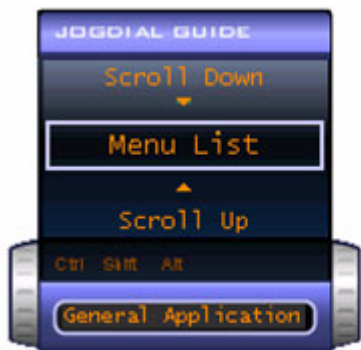 JOGDIAL GUIDE
Scroll Down
Menu List
Scroll Up
Ctrl Shift Alt
General Application